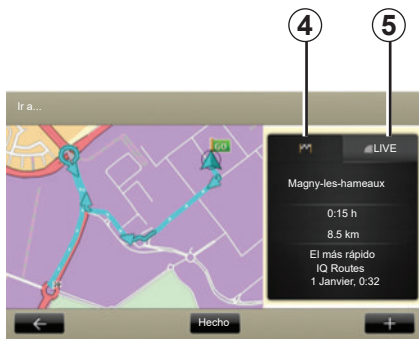 4 5
Ir a...
GO
LIVE
Magny-les-hameaux
0:15 h
8.5 km
El más rápido
IQ Routes
1 Janvier, 0:32
Hecho